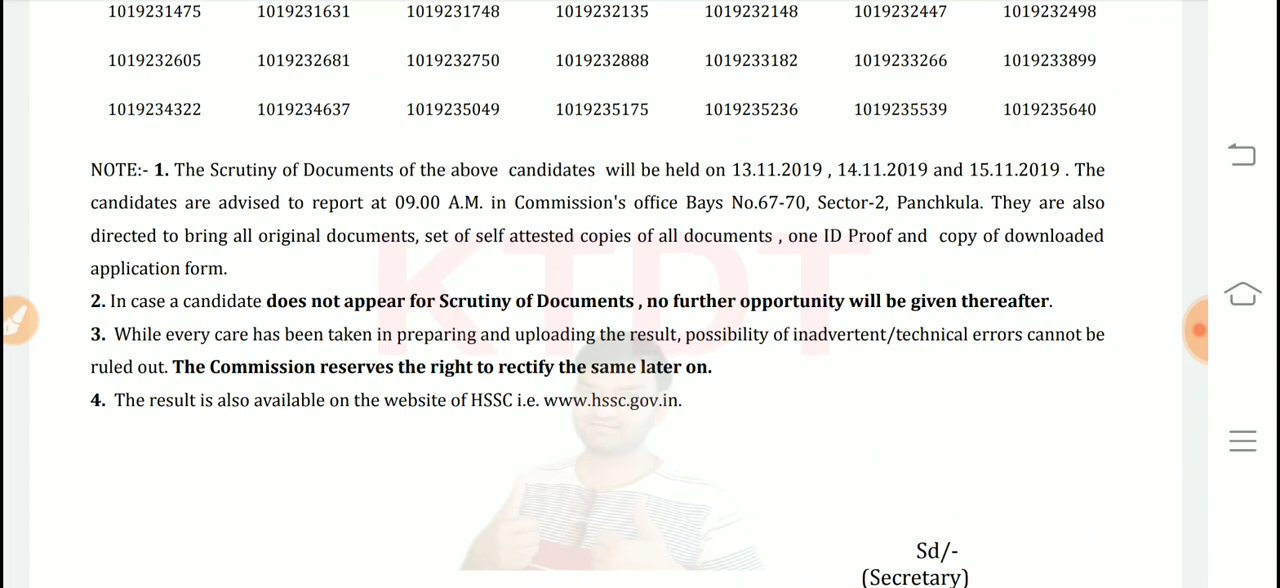 1019231475 1019231631 1019231748 1019232135 1019232148 1019232447 1019232498
1019232605 1019232681 1019232750 1019232888 1019233182 1019233266 1019233899
1019234322 1019234637 1019235049 1019235175 1019235236 1019235539 1019235640
NOTE:- 1. The Scrutiny of Documents of the above candidates will be held on 13.11.2019 , 14.11.2019 and 15.11.2019 . The
candidates are advised to report at 09.00 A.M. in Commission's office Bays No.67-70, Sector-2, Panchkula. They are also
directed to bring all original documents, set of self attested copies of all documents , one ID Proof and copy of downloaded
application form.
2. In case a candidate does not appear for Scrutiny of Documents , no further opportunity will be given thereafter.
3. While every care has been taken in preparing and uploading the result, possibility of inadvertent/technical errors cannot be
ruled out. The Commission reserves the right to rectify the same later on.
4. The result is also available on the website of HSSC i.e. www.hssc.gov.in.
KTDT
Sd/-
(Secretary)